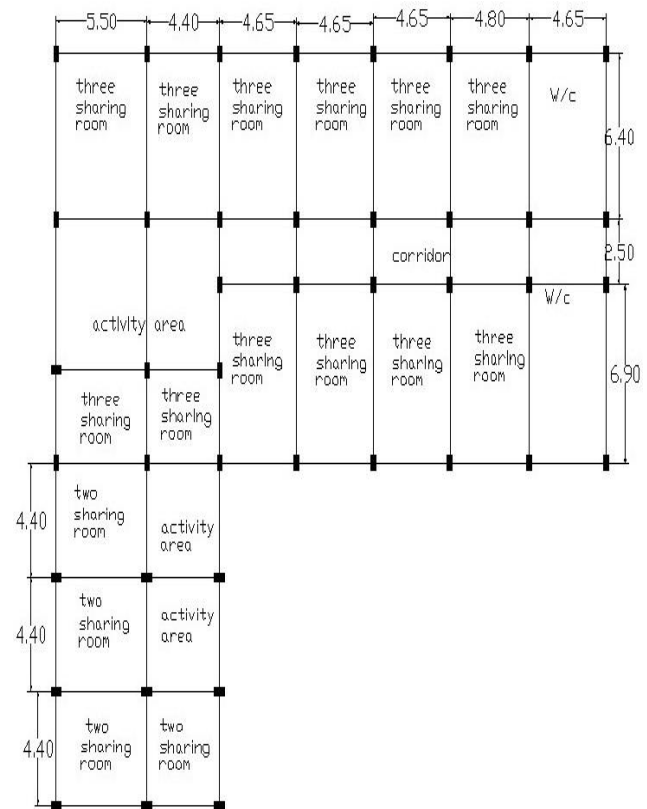 5.50 4.40 4.65 4.65 4.65 4.80 4.65
three
sharing
room
three
sharing
room
three
sharing
room
three
sharing
room
three
sharing
room
three
sharing
room
W/c
6.40
corridor
2.50
activity area
W/c
three
sharing
room
three
sharing
room
three
sharing
room
three
sharing
room
6.90
three
sharing
room
three
sharing
room
4.40
two
sharing
room
activity
area
4.40
two
sharing
room
activity
area
4.40
two
sharing
room
two
sharing
room